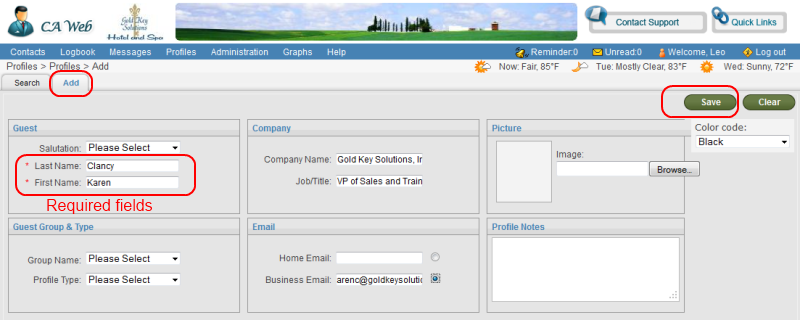 CA Web
Gold Key
Solutions
Hotel and Spa
Contact Support
Quick Links
Contacts Logbook Messages Profiles Administration Graphs Help
Reminder:0 Unread:0 Welcome, Leo Log out
Profiles > Profiles > Add
Now: Fair, 85°F Tue: Mostly Clear, 83°F Wed: Sunny, 72°F
Search Add
Save Clear
Color code:
Black
Guest
Salutation: Please Select
* Last Name: Clancy
* First Name: Karen
Required fields
Company
Company Name: Gold Key Solutions, In
Job/Title: VP of Sales and Train
Picture
Image:
Browse...
Guest Group & Type
Group Name: Please Select
Profile Type: Please Select
Email
Home Email:
Business Email: arenc@goldkeysolutio
Profile Notes